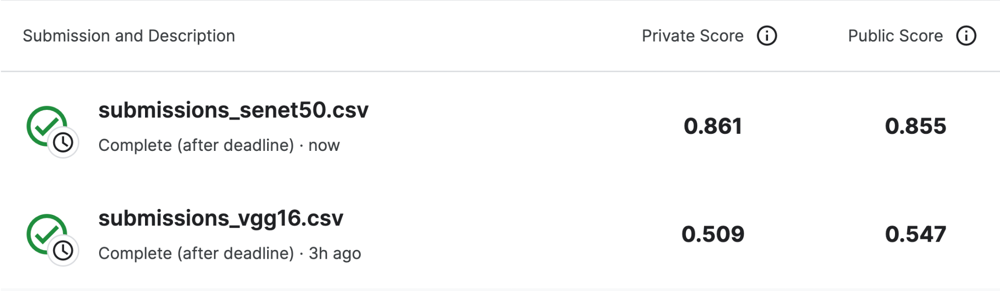 Submission and Description Private Score Public Score
submissions_senet50.csv
Complete (after deadline) · now
0.861 0.855
submissions_vgg16.csv
Complete (after deadline) · 3h ago
0.509 0.547